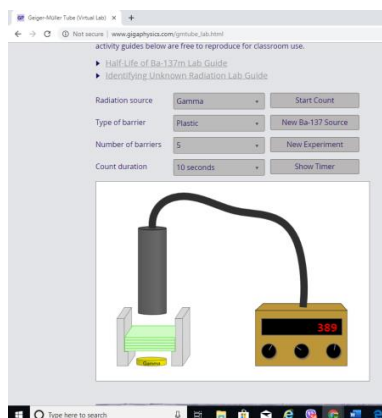 Geiger-Müller Tube (Virtual Lab)
Not secure | www.gigaphysics.com/gmtube_lab.html
activity guides below are free to reproduce for classroom use.
Half-Life of Ba-137m Lab Guide
Identifying Unknown Radiation Lab Guide
Radiation source Gamma Start Count
Type of barrier Plastic New Ba-137 Source
Number of barriers 5 New Experiment
Count duration 10 seconds Show Timer
389
Gamma
Type here to search